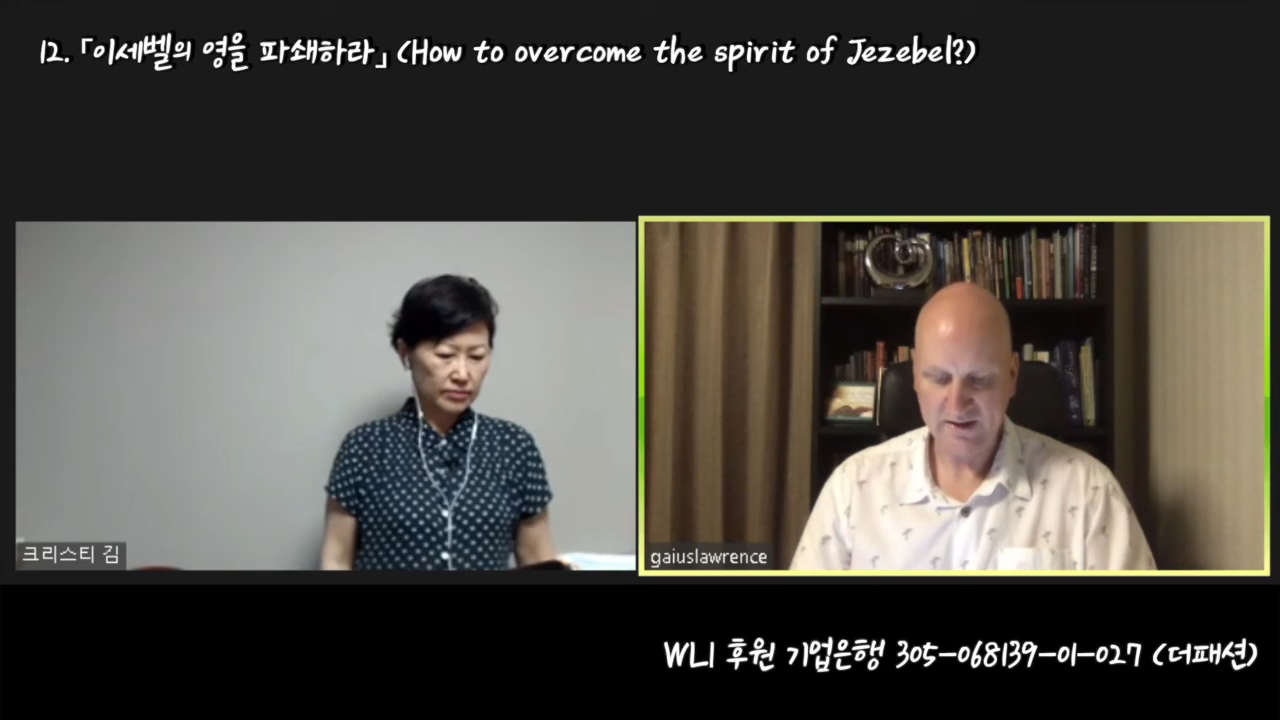 12. 「이세벨의 영을 파쇄하라」 (How to overcome the spirit of Jezebel?)
크리스티 김
gaiuslawrence
WLI 후원 기업은행 305-068139-01-027 (더패션)